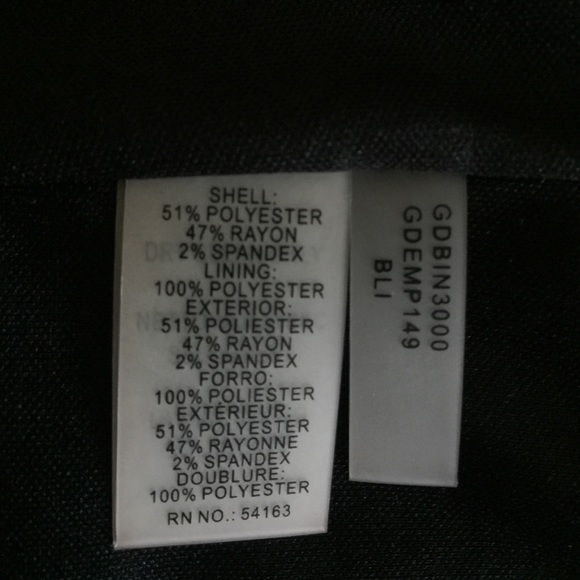 SHELL:
51% POLYESTER
47% RAYON
2% SPANDEX
LINING:
100% POLYESTER
EXTERIOR:
51% POLIESTER
47% RAYON
2% SPANDEX
FORRO:
100% POLIESTER
EXTÉRIEUR:
51% POLYESTER
47% RAYONNE
2% SPANDEX
DOUBLURE:
100% POLYESTER
RN NO.: 54163
GDBIN3000
GDEMP149
BLI